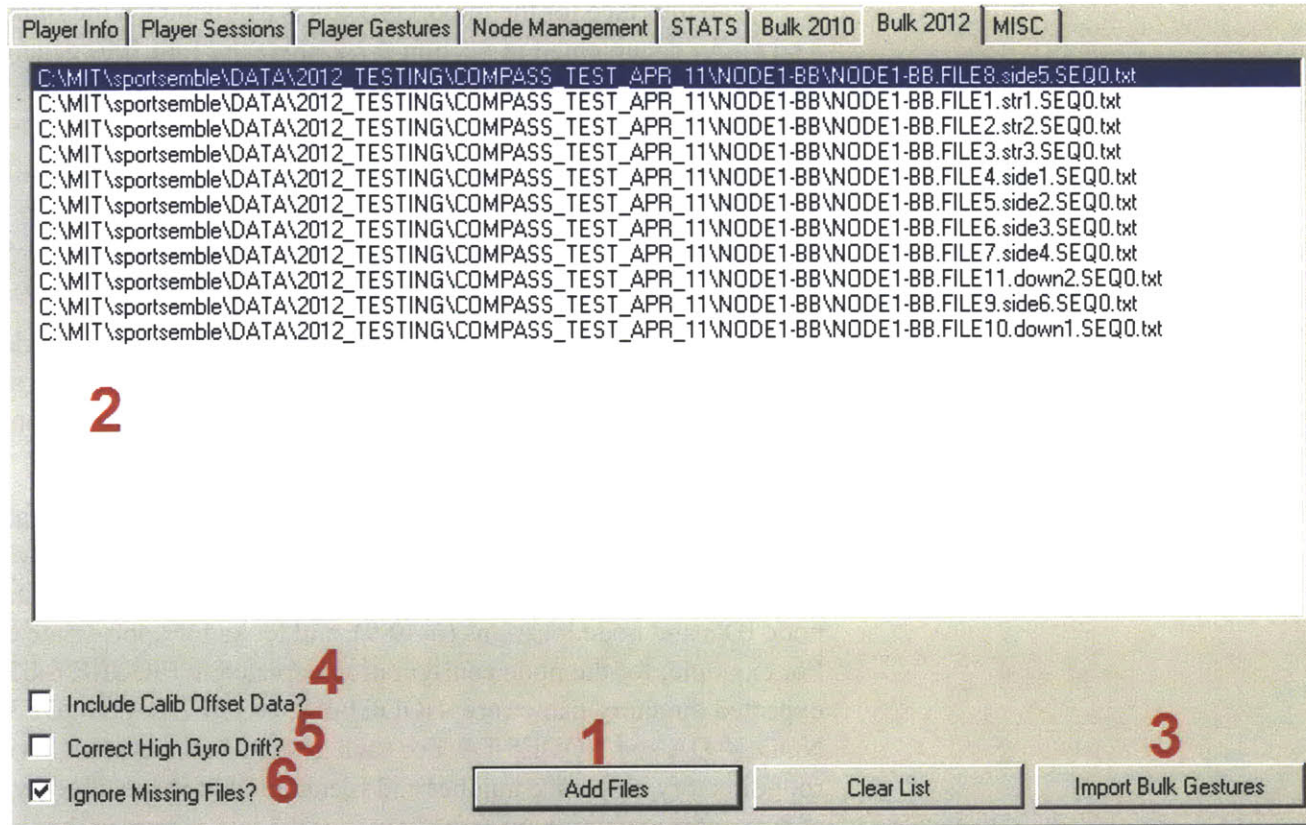 Player Info Player Sessions Player Gestures Node Management STATS Bulk 2010 Bulk 2012 MISC
C:\MIT\sportsemble\DATA\2012_TESTING\COMPASS_TEST_APR_11\NODE1-BB\NODE1-BB.FILE8.side5.SEQ0.txt
C:\MIT\sportsemble\DATA\2012_TESTING\COMPASS_TEST_APR_11\NODE1-BB\NODE1-BB.FILE1.str1.SEQ0.txt
C:\MIT\sportsemble\DATA\2012_TESTING\COMPASS_TEST_APR_11\NODE1-BB\NODE1-BB.FILE2.str2.SEQ0.txt
C:\MIT\sportsemble\DATA\2012_TESTING\COMPASS_TEST_APR_11\NODE1-BB\NODE1-BB.FILE3.str3.SEQ0.txt
C:\MIT\sportsemble\DATA\2012_TESTING\COMPASS_TEST_APR_11\NODE1-BB\NODE1-BB.FILE4.side1.SEQ0.txt
C:\MIT\sportsemble\DATA\2012_TESTING\COMPASS_TEST_APR_11\NODE1-BB\NODE1-BB.FILE5.side2.SEQ0.txt
C:\MIT\sportsemble\DATA\2012_TESTING\COMPASS_TEST_APR_11\NODE1-BB\NODE1-BB.FILE6.side3.SEQ0.txt
C:\MIT\sportsemble\DATA\2012_TESTING\COMPASS_TEST_APR_11\NODE1-BB\NODE1-BB.FILE7.side4.SEQ0.txt
C:\MIT\sportsemble\DATA\2012_TESTING\COMPASS_TEST_APR_11\NODE1-BB\NODE1-BB.FILE11.down2.SEQ0.txt
C:\MIT\sportsemble\DATA\2012_TESTING\COMPASS_TEST_APR_11\NODE1-BB\NODE1-BB.FILE9.side6.SEQ0.txt
C:\MIT\sportsemble\DATA\2012_TESTING\COMPASS_TEST_APR_11\NODE1-BB\NODE1-BB.FILE10.down1.SEQ0.txt
2
Include Calib Offset Data? 4
Correct High Gyro Drift? 5
Ignore Missing Files? 6
1
Add Files
Clear List
3
Import Bulk Gestures